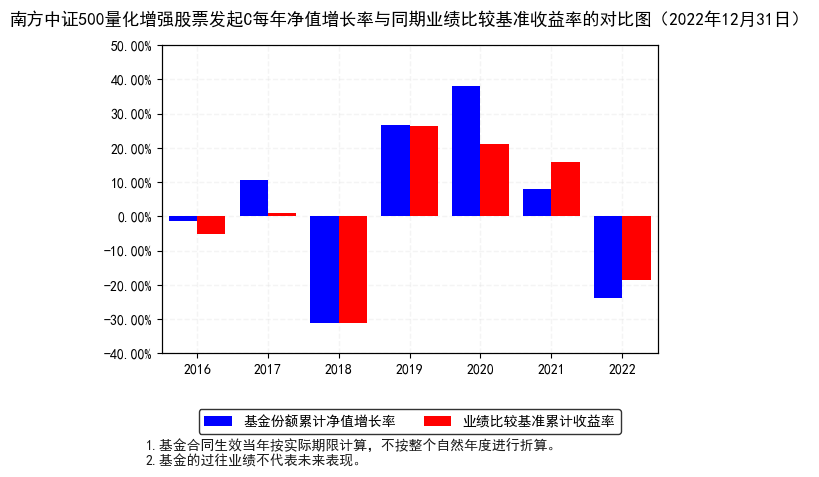 南方中证500量化增强股票发起C每年净值增长率与同期业绩比较基准收益率的对比图（2022年12月31日）
50.00%
40.00%
30.00%
20.00%
10.00%
0.00%
-10.00%
-20.00%
-30.00%
-40.00%
2016 2017 2018 2019 2020 2021 2022
基金份额累计净值增长率 业绩比较基准累计收益率
1.基金合同生效当年按实际期限计算，不按整个自然年度进行折算。
2.基金的过往业绩不代表未来表现。